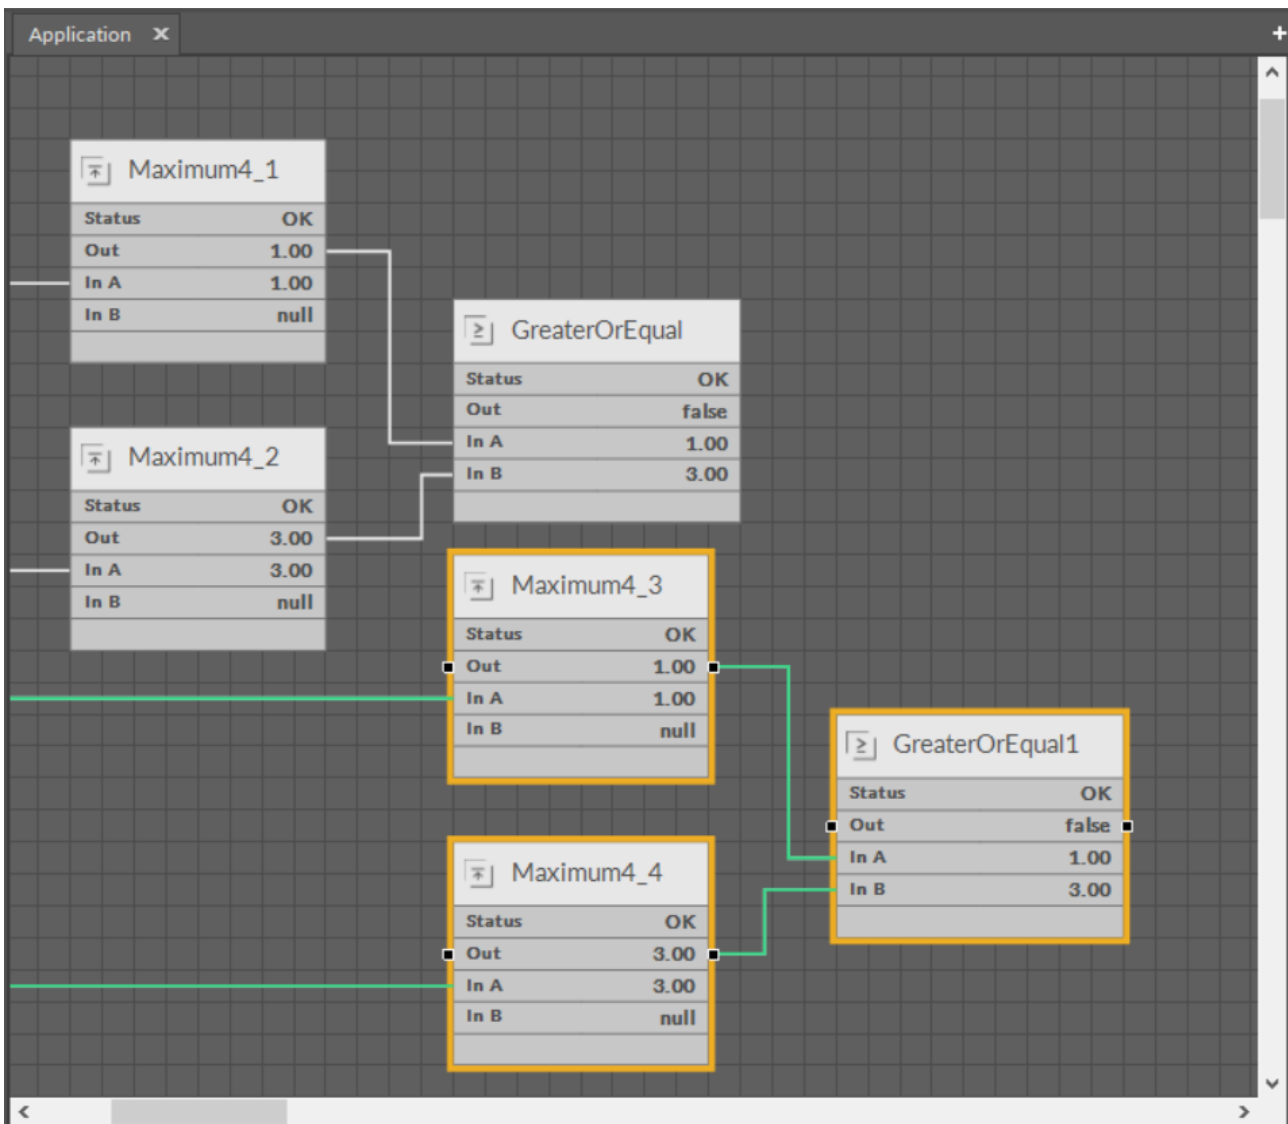 Application
Maximum4_1
Status OK
Out 1.00
In A 1.00
In B null
GreaterOrEqual
Status OK
Out false
In A 1.00
In B 3.00
Maximum4_2
Status OK
Out 3.00
In A 3.00
In B null
Maximum4_3
Status OK
Out 1.00
In A 1.00
In B null
GreaterOrEqual1
Status OK
Out false
In A 1.00
In B 3.00
Maximum4_4
Status OK
Out 3.00
In A 3.00
In B null